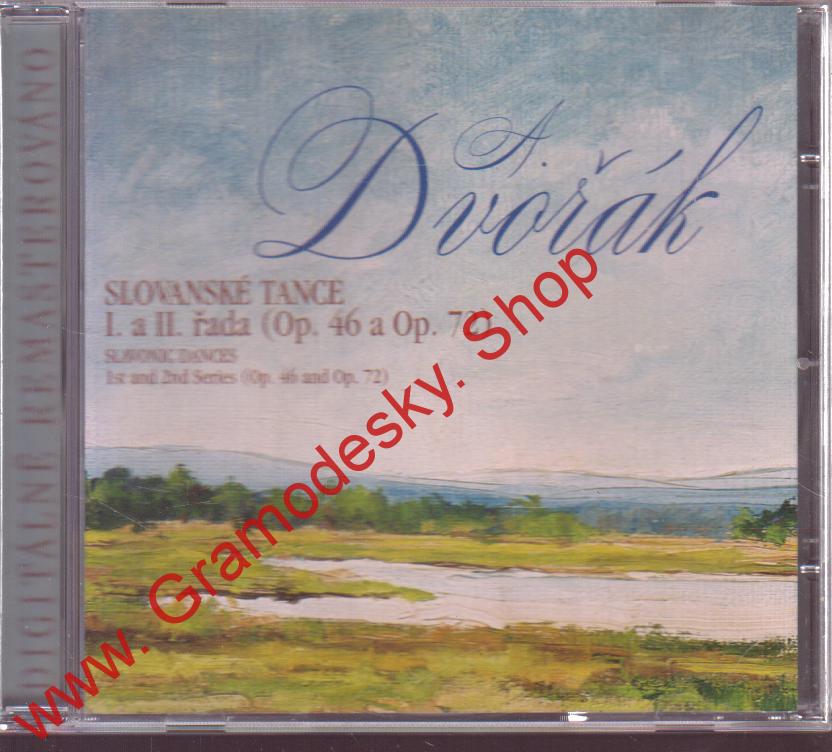 DIGITÁLNĚ REMASTEROVÁNO
A.
Dvořák
SLOVANSKÉ TANCE
I. a II. řada (Op. 46 a Op. 72)
SLAVONIC DANCES
1st and 2nd Series (Op. 46 and Op. 72)
www. Gramodesky. Shop